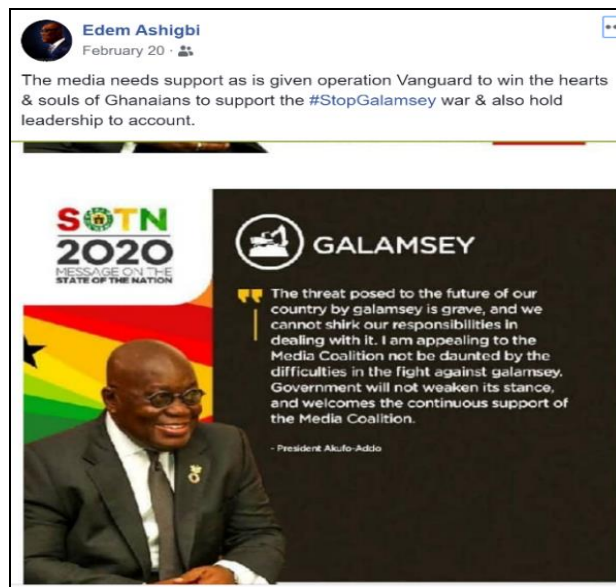 Edem Ashigbi
February 20 ·
The media needs support as is given operation Vanguard to win the hearts
& souls of Ghanaians to support the #StopGalamsey war & also hold
leadership to account.
SOTN
2020
MESSAGE ON THE
STATE OF THE NATION
GALAMSEY
The threat posed to the future of our
country by galamsey is grave, and we
cannot shirk our responsibilities in
dealing with it. I am appealing to the
Media Coalition not be daunted by the
difficulties in the fight against galamsey.
Government will not weaken its stance,
and welcomes the continuous support of
the Media Coalition.
- President Akufo-Addo